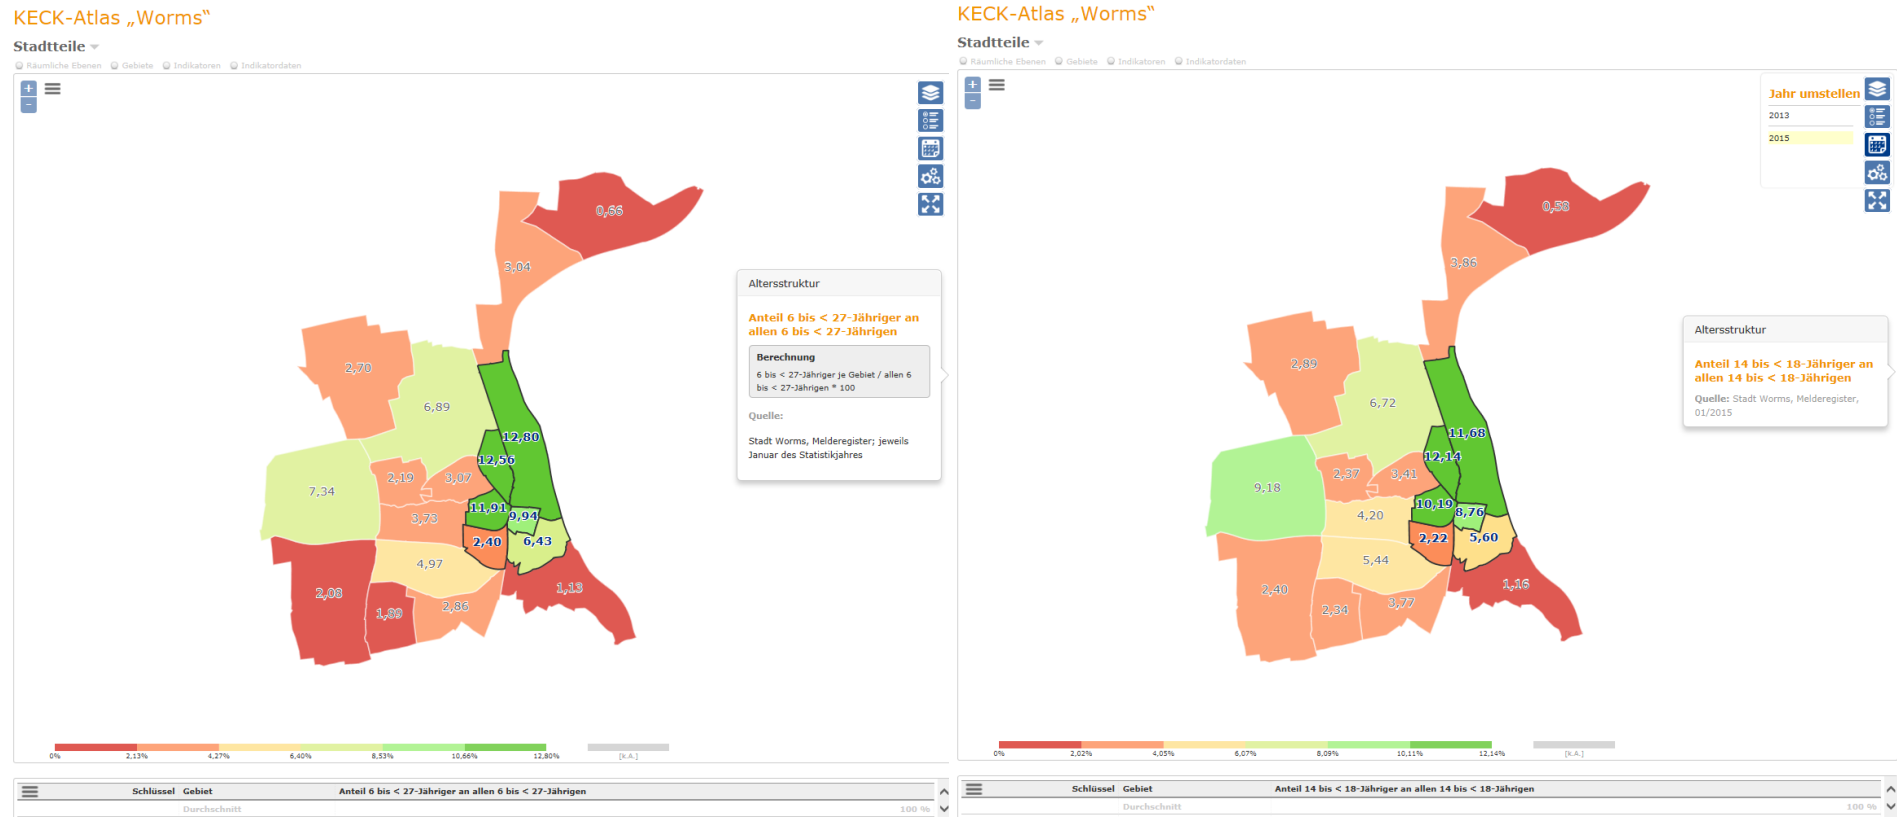 KECK-Atlas „Worms“
Stadtteile
Räumliche Ebenen Gebiete Indikatoren Indikatordaten
+
-
0,66
3,04
2,70
6,89
12,80
12,56
7,34
2,19
3,07
11,91
9,94
3,73
2,40
6,43
4,97
1,13
2,08
1,89
2,86
Altersstruktur
Anteil 6 bis < 27-Jähriger an
allen 6 bis < 27-Jährigen
Berechnung
6 bis < 27-Jähriger je Gebiet / allen 6
bis < 27-Jährigen * 100
Quelle:
Stadt Worms, Melderegister; jeweils
Januar des Statistikjahres
0% 2,13% 4,27% 6,40% 8,53% 10,66% 12,80% [k.A.]
Schlüssel Gebiet Anteil 6 bis < 27-Jähriger an allen 6 bis < 27-Jährigen
Durchschnitt 100 %
KECK-Atlas „Worms“
Stadtteile
Räumliche Ebenen Gebiete Indikatoren Indikatordaten
+
-
Jahr umstellen
2013
2015
0,58
3,86
2,89
6,72
11,68
12,14
9,18
2,37
3,41
10,19
8,76
4,20
2,22
5,60
5,44
1,16
2,40
2,34
3,77
Altersstruktur
Anteil 14 bis < 18-Jähriger an
allen 14 bis < 18-Jährigen
Quelle: Stadt Worms, Melderegister,
01/2015
0% 2,02% 4,05% 6,07% 8,09% 10,11% 12,14% [k.A.]
Schlüssel Gebiet Anteil 14 bis < 18-Jähriger an allen 14 bis < 18-Jährigen
Durchschnitt 100 %